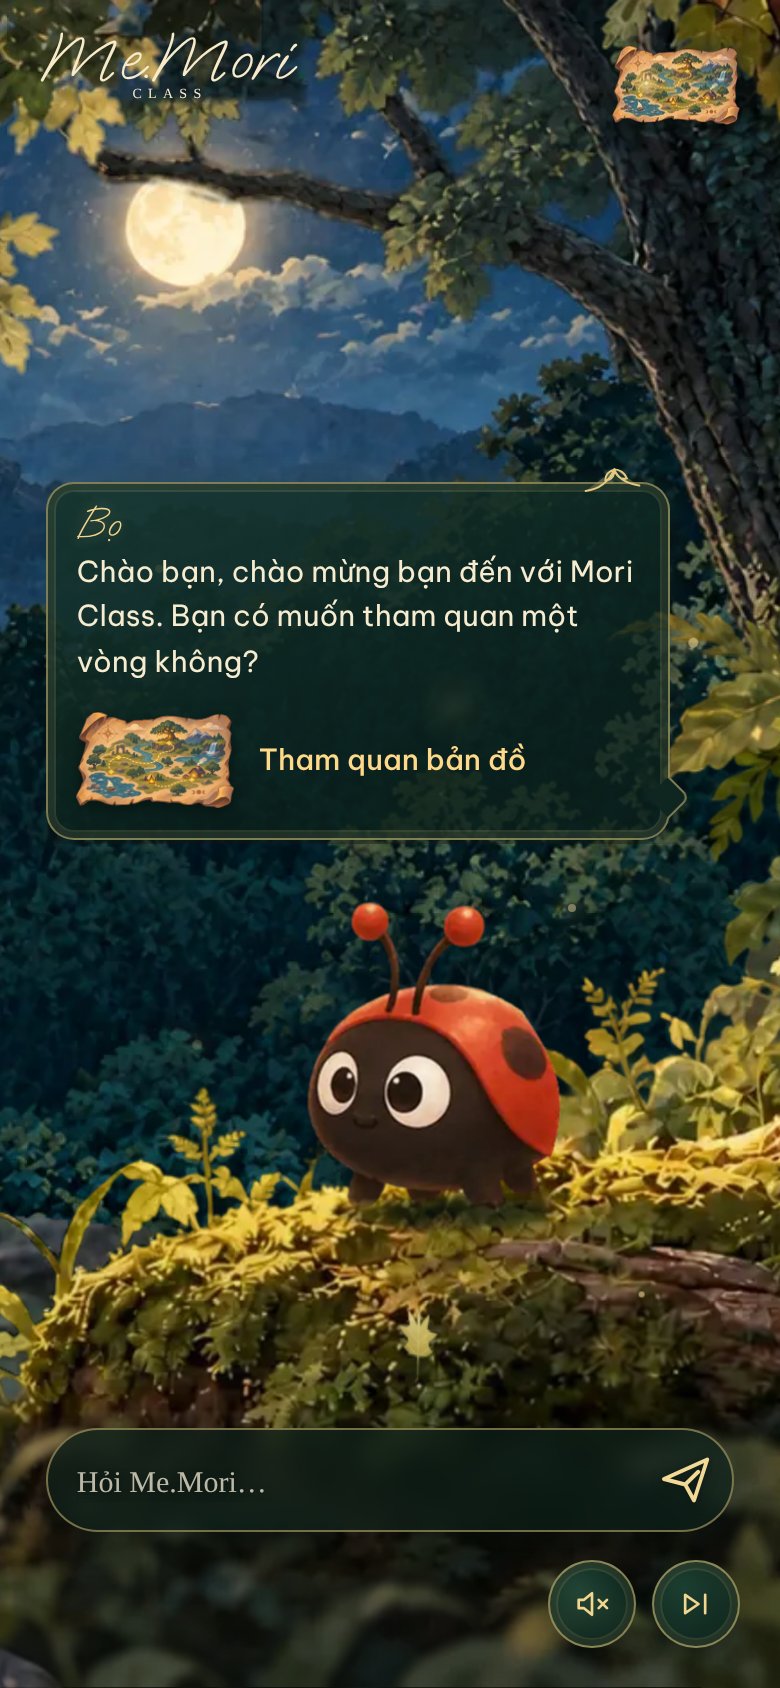 Me.Mori
CLASS
Bọ
Chào bạn, chào mừng bạn đến với Mori
Class. Bạn có muốn tham quan một
vòng không?
Tham quan bản đồ
Hỏi Me.Mori…